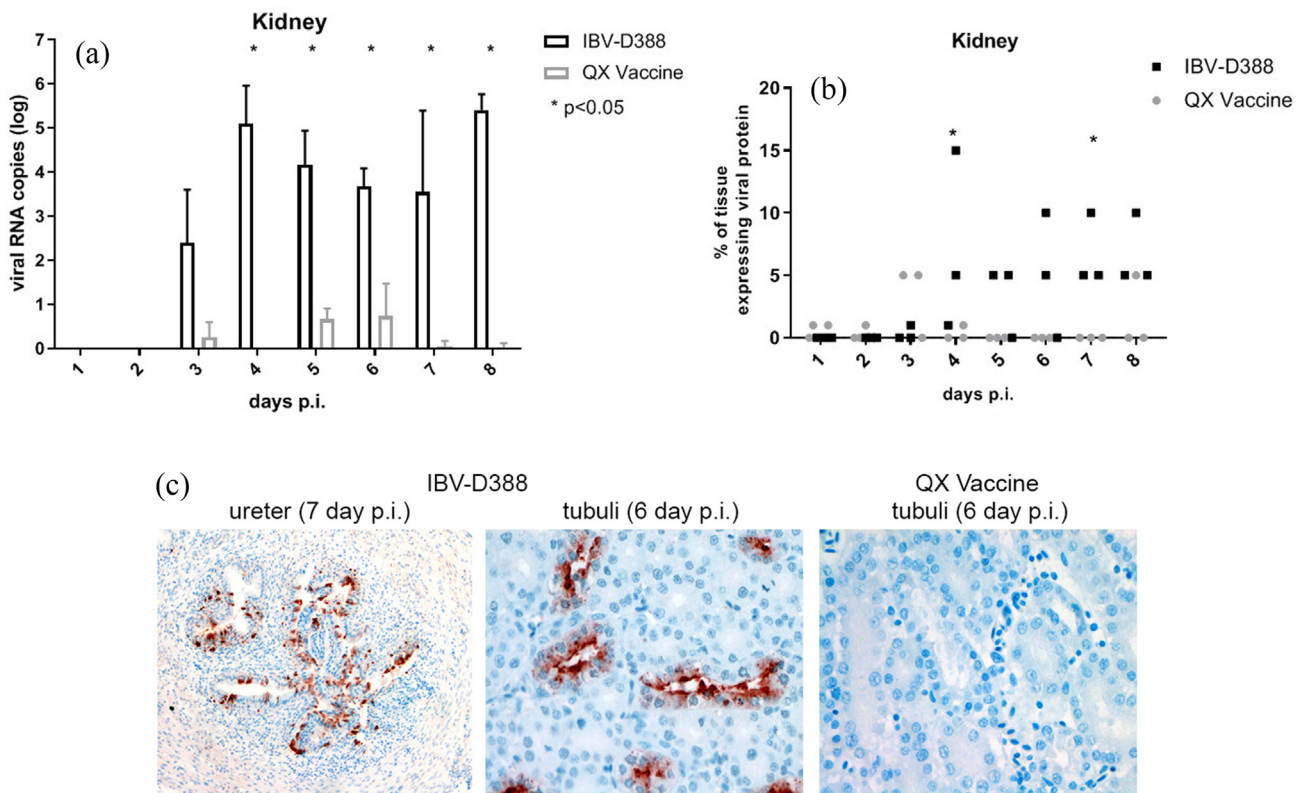 (a)
Kidney
7
6
5
4
3
2
1
0
viral RNA copies (log)
1 2 3 4 5 6 7 8
days p.i.
* * * * *
IBV-D388
QX Vaccine
* p<0.05
(b)
Kidney
20
15
10
5
0
% of tissue
expressing viral protein
* *
1 2 3 4 5 6 7 8
days p.i.
IBV-D388
QX Vaccine
(c)
IBV-D388
ureter (7 day p.i.)
tubuli (6 day p.i.)
QX Vaccine
tubuli (6 day p.i.)